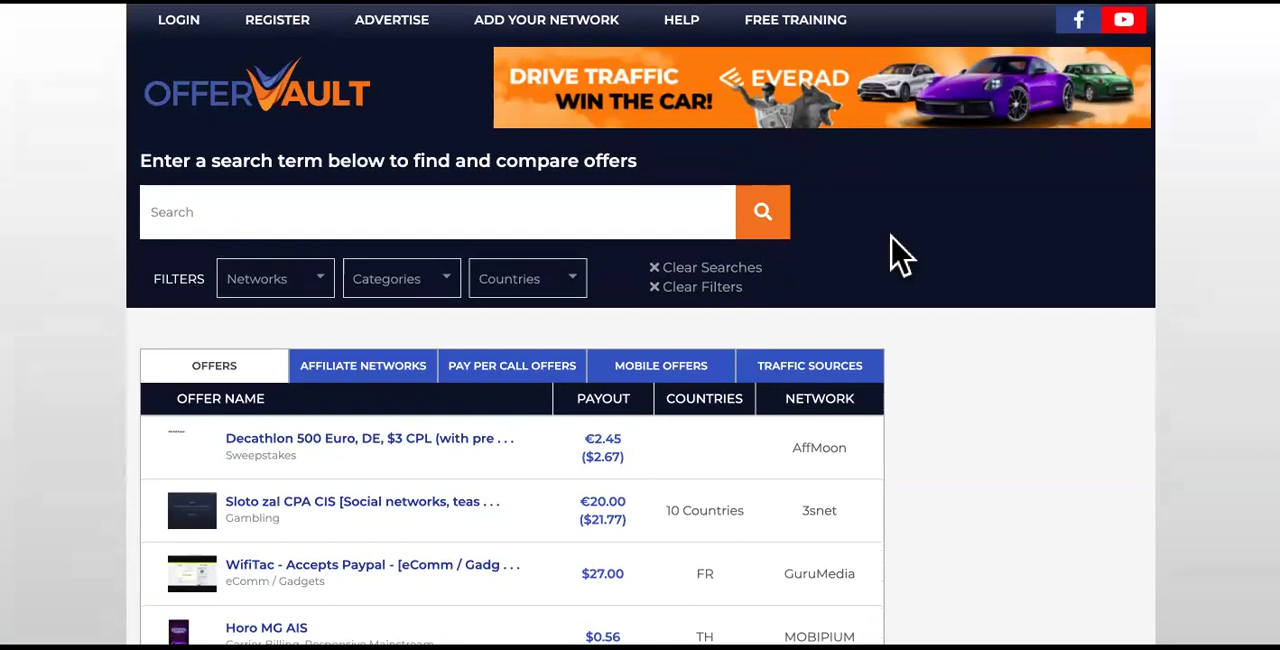 LOGIN REGISTER ADVERTISE ADD YOUR NETWORK HELP FREE TRAINING
OFFERVAULT
DRIVE TRAFFIC
WIN THE CAR!
EVERAD
Enter a search term below to find and compare offers
Search
FILTERS Networks Categories Countries
Clear Searches
Clear Filters
OFFERS AFFILIATE NETWORKS PAY PER CALL OFFERS MOBILE OFFERS TRAFFIC SOURCES
OFFER NAME PAYOUT COUNTRIES NETWORK
Decathlon 500 Euro, DE, $3 CPL (with pre . . . €2.45 AffMoon
Sweepstakes ($2.67)
Sloto zal CPA CIS [Social networks, teas . . . €20.00 10 Countries 3snet
Gambling ($21.77)
WifiTac - Accepts Paypal - [eComm / Gadg . . . $27.00 FR GuruMedia
eComm / Gadgets
Horo MG AIS $0.56 TH MOBIPIUM
Carrier Billing, Responsive Mainstream